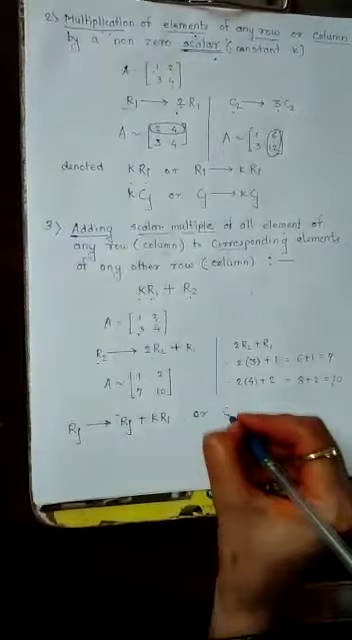 2) Multiplication of elements of any row or column
by a non zero scalar (constant k)
A = [1 2
3 4]
R1 → 2R1 | C2 → 3C2
A ~ [2 4
3 4] | A ~ [1 6
3 12]
denoted kRj or R1 → kR1
kCj or Cj → kCj
3) Adding scalar multiple of all element of
any row (column) to corresponding elements
of any other row (column) :—
kR1 + R2
A = [1 2
3 4]
R2 → 2R2 + R1 | 2R2 + R1
A ~ [1 2
7 10] | 2(3)+1 = 6+1 = 7
2(4)+2 = 8+2 = 10
Rj → Rj + kR1 or